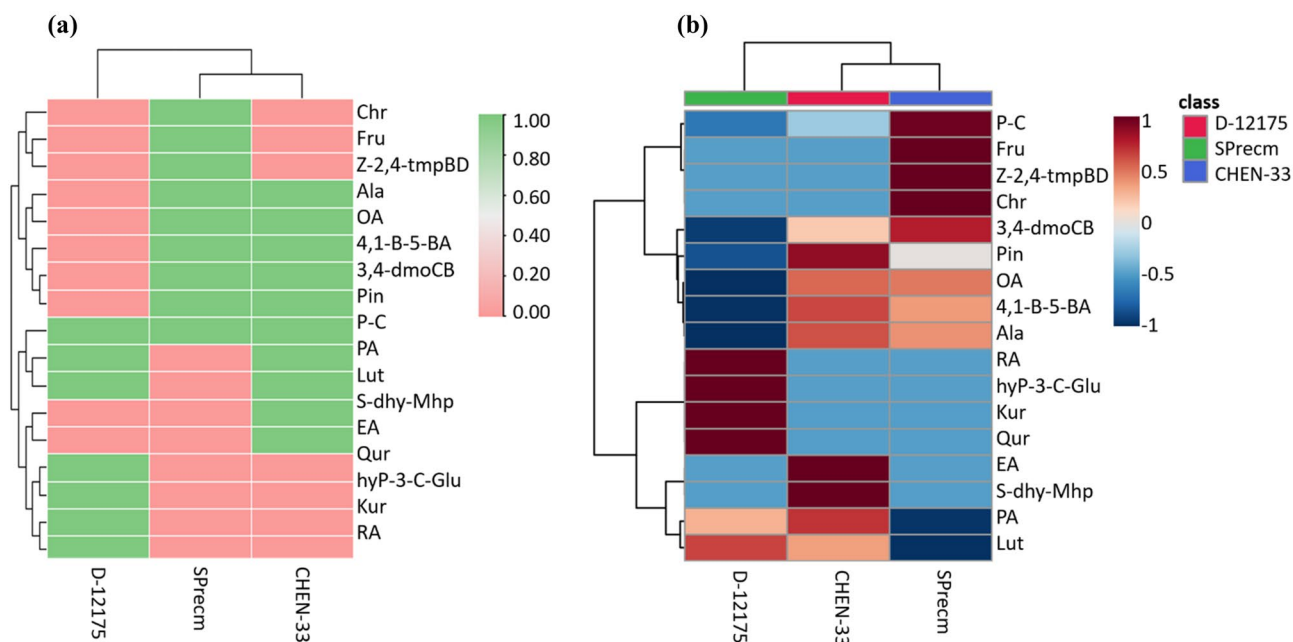 (a)
Chr
Fru
Z-2,4-tmpBD
Ala
OA
4,1-B-5-BA
3,4-dmoCB
Pin
P-C
PA
Lut
S-dhy-Mhp
EA
Qur
hyP-3-C-Glu
Kur
RA
1.00
0.80
0.60
0.40
0.20
0.00
D-12175
SPrecm
CHEN-33
(b)
P-C
Fru
Z-2,4-tmpBD
Chr
3,4-dmoCB
Pin
OA
4,1-B-5-BA
Ala
RA
hyP-3-C-Glu
Kur
Qur
EA
S-dhy-Mhp
PA
Lut
1
0.5
0
-0.5
-1
class
D-12175
SPrecm
CHEN-33
D-12175
CHEN-33
SPrecm